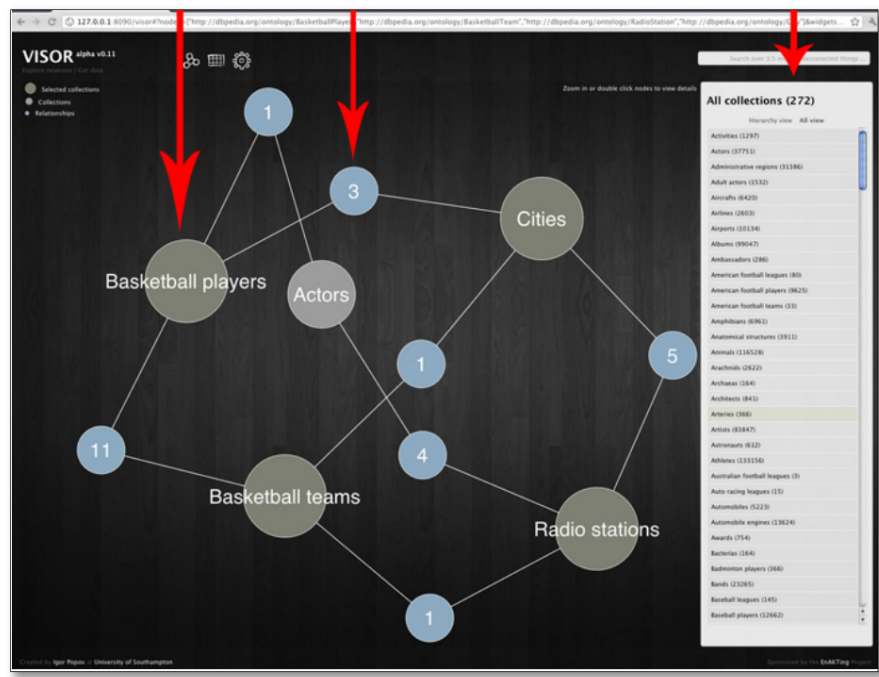 127.0.0.1:8090/visor#?node
["http://dbpedia.org/ontology/BasketballPlayer
"http://dbpedia.org/ontology/BasketballTeam","http://dbpedia.org/ontology/RadioStation","http://dbpedia.org/ontology/
]&widgets...
VISOR alpha v0.11
Explore relations | Get data
Search over 3.5
Selected collections
Collections
Relationships
Zoom in or double click nodes to view details
1
3
Cities
Basketball players
Actors
1
5
11
4
Basketball teams
Radio stations
1
All collections (272)
Hierarchy view All view
Activities (1297)
Actors (37751)
Administrative regions (31386)
Adult actors (1532)
Aircrafts (6420)
Airlines (2603)
Airports (10134)
Albums (99047)
Ambassadors (286)
American football leagues (80)
American football players (9625)
American football teams (33)
Amphibians (6961)
Anatomical structures (3911)
Animals (116528)
Arachnids (2622)
Archaeas (164)
Architects (841)
Arteries (366)
Artists (83847)
Astronauts (612)
Athletes (133156)
Australian football leagues (3)
Auto racing leagues (15)
Automobiles (5223)
Automobile engines (13624)
Awards (754)
Bacterias (164)
Badminton players (366)
Bands (23265)
Baseball leagues (145)
Baseball players (12662)
Created by Igor Popov at University of Southampton
Sponsored by the EnAKTing Project